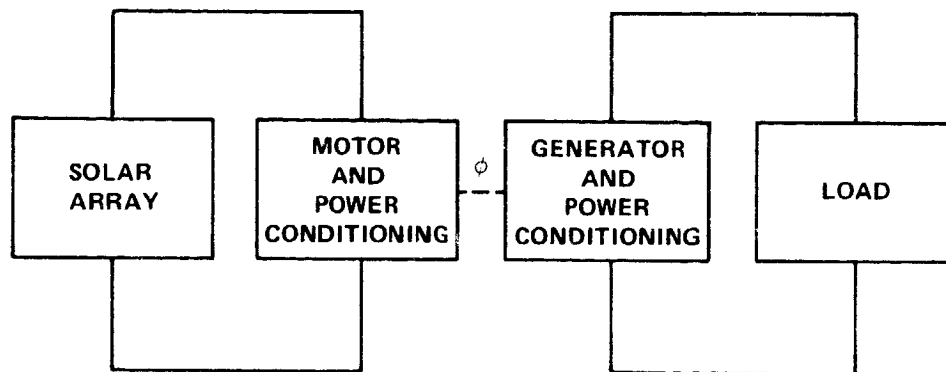 SOLAR
ARRAY
MOTOR
AND
POWER
CONDITIONING
ϕ
GENERATOR
AND
POWER
CONDITIONING
LOAD